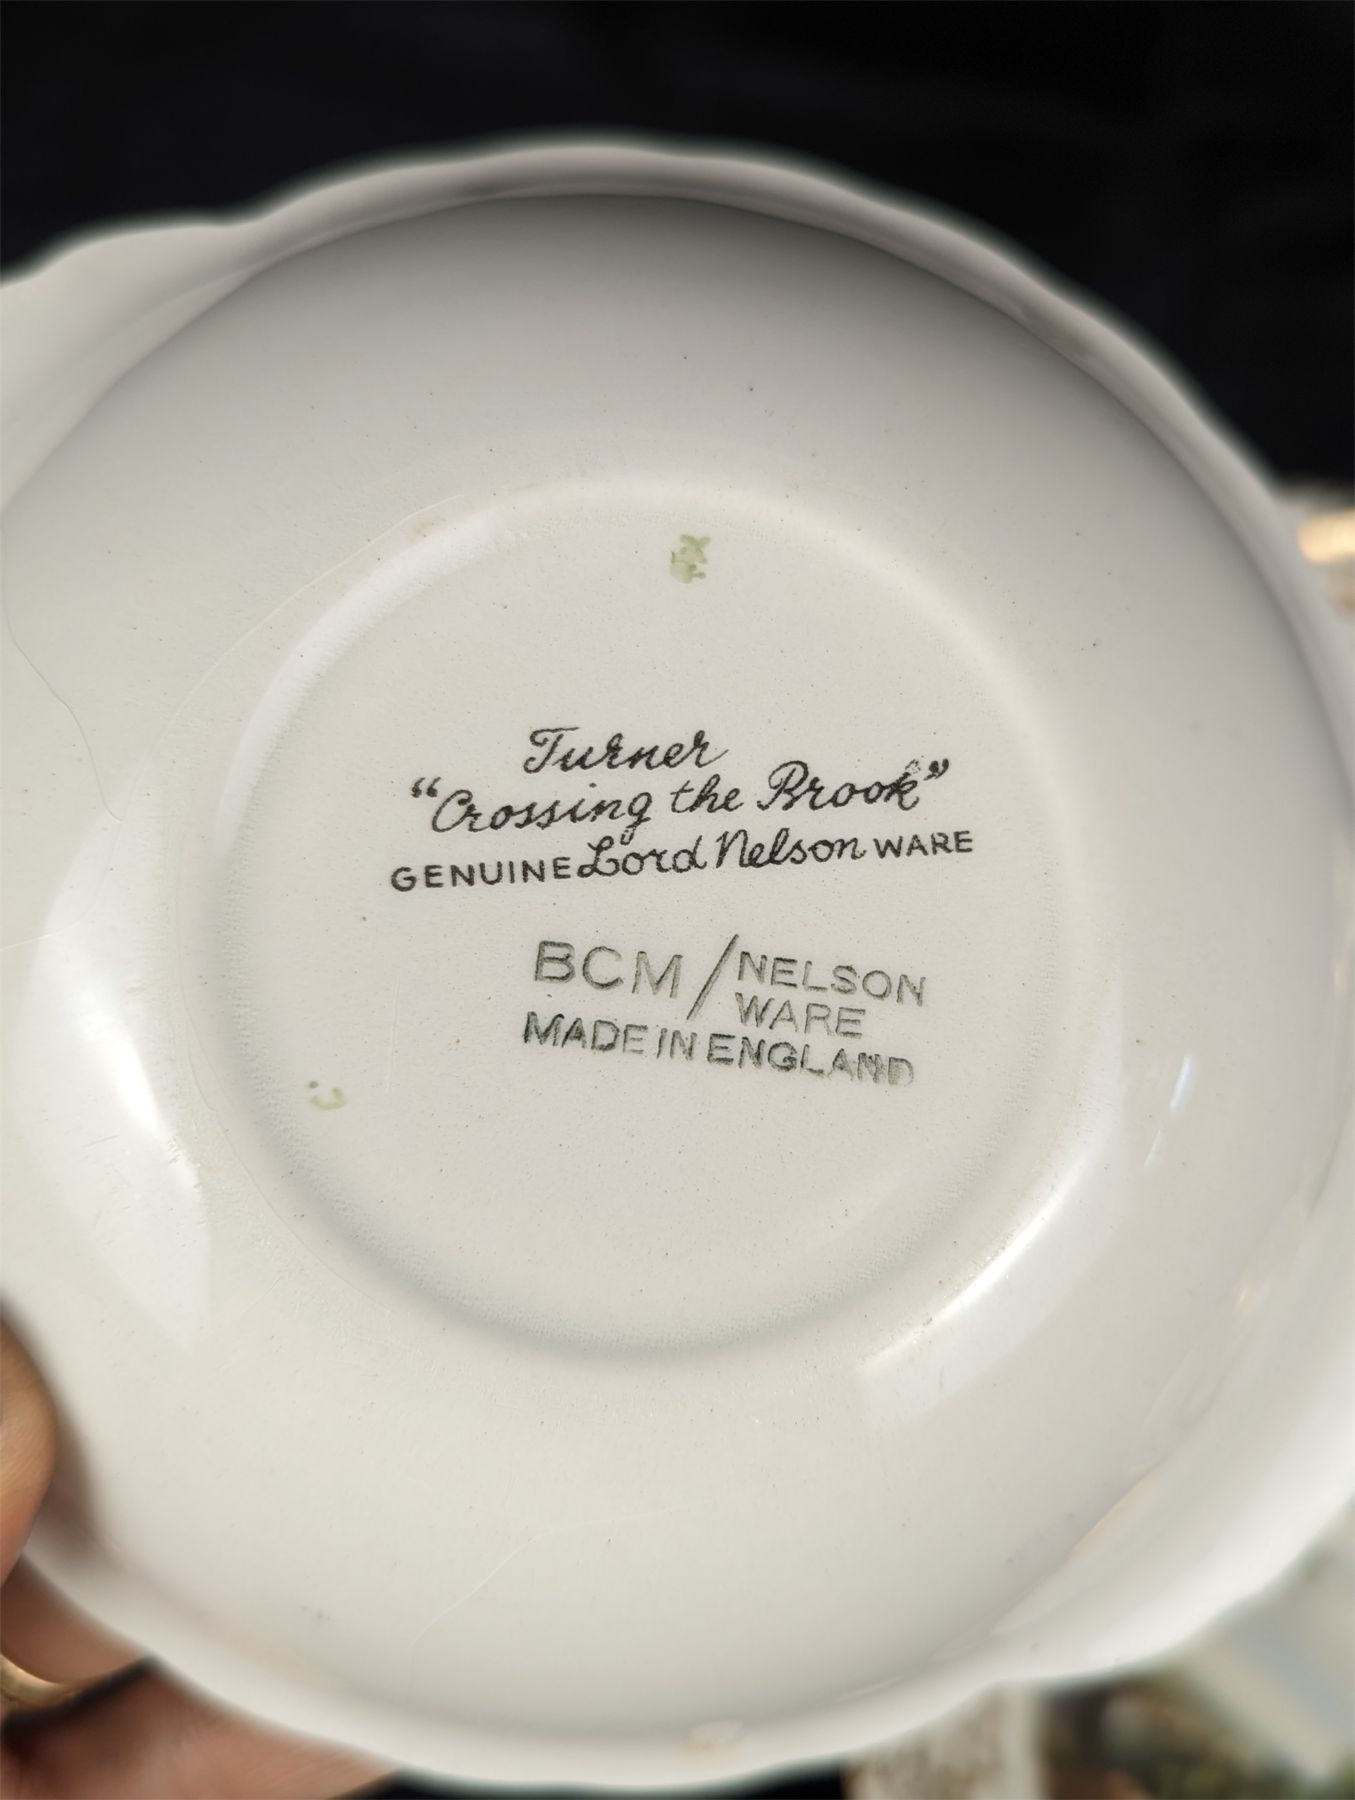 Turner
“Crossing the Brook”
GENUINE Lord Nelson WARE
BCM/NELSON
WARE
MADE IN ENGLAND